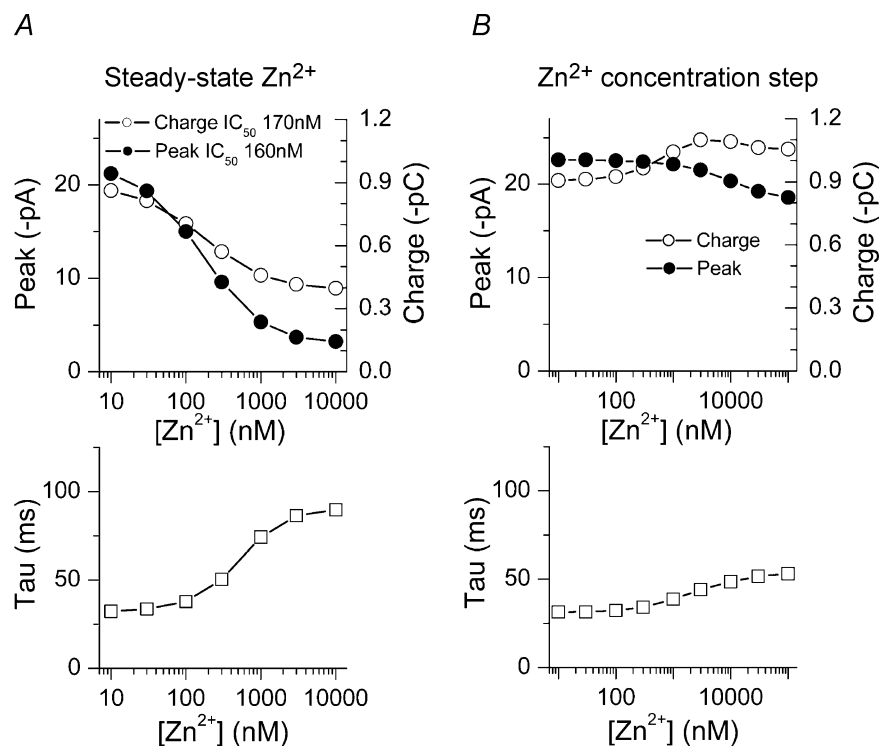 A
Steady-state Zn²⁺
Charge IC₅₀ 170nM
Peak IC₅₀ 160nM
Peak (-pA)
20
10
0
1.2
0.9
0.6
0.3
0.0
Charge (-pC)
10 100 1000 10000
[Zn²⁺] (nM)
Tau (ms)
100
50
0
10 100 1000 10000
[Zn²⁺] (nM)
B
Zn²⁺ concentration step
Charge
Peak
Peak (-pA)
20
10
0
1.2
0.9
0.6
0.3
0.0
Charge (-pC)
100 10000
[Zn²⁺] (nM)
Tau (ms)
100
50
0
100 10000
[Zn²⁺] (nM)